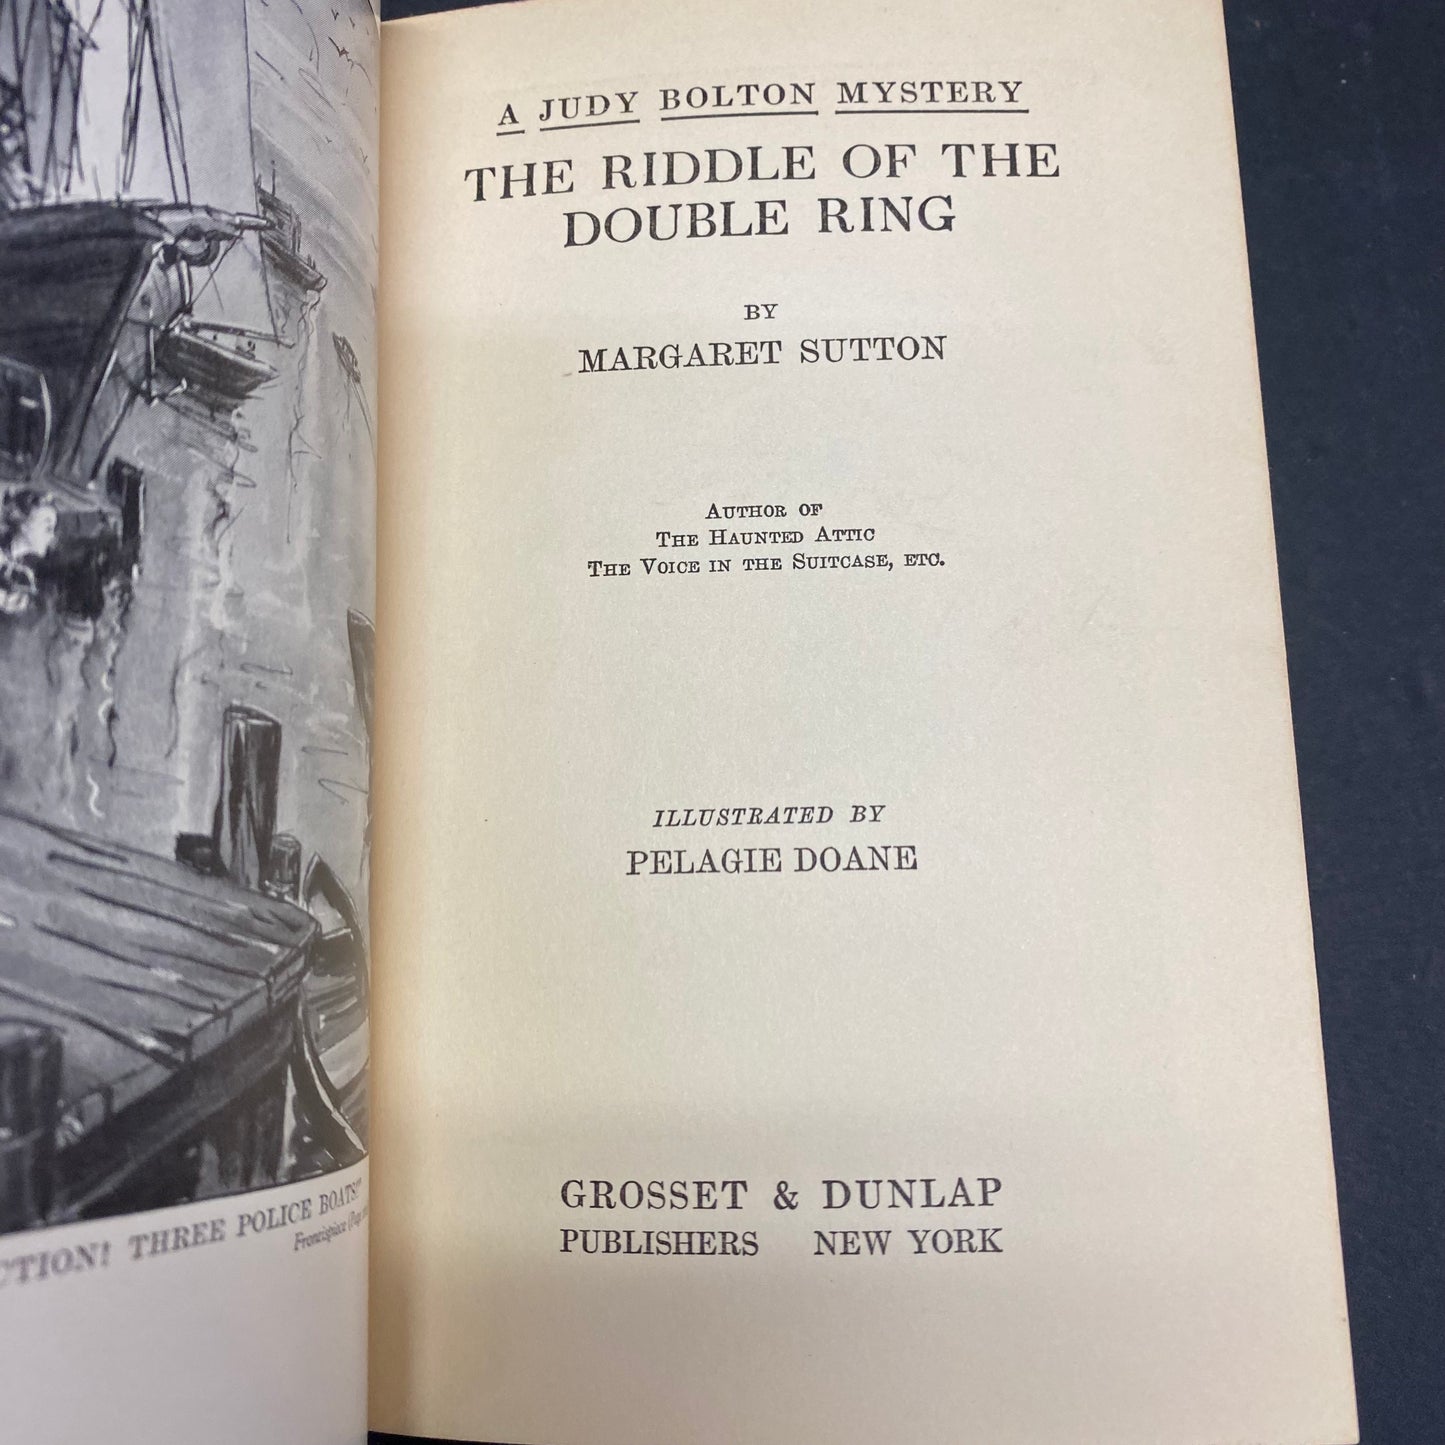 CTION! THREE POLICE BOATS!"
Frontispiece (Page
A JUDY BOLTON MYSTERY
THE RIDDLE OF THE
DOUBLE RING
BY
MARGARET SUTTON
AUTHOR OF
THE HAUNTED ATTIC
THE VOICE IN THE SUITCASE, ETC.
ILLUSTRATED BY
PELAGIE DOANE
GROSSET & DUNLAP
PUBLISHERS NEW YORK